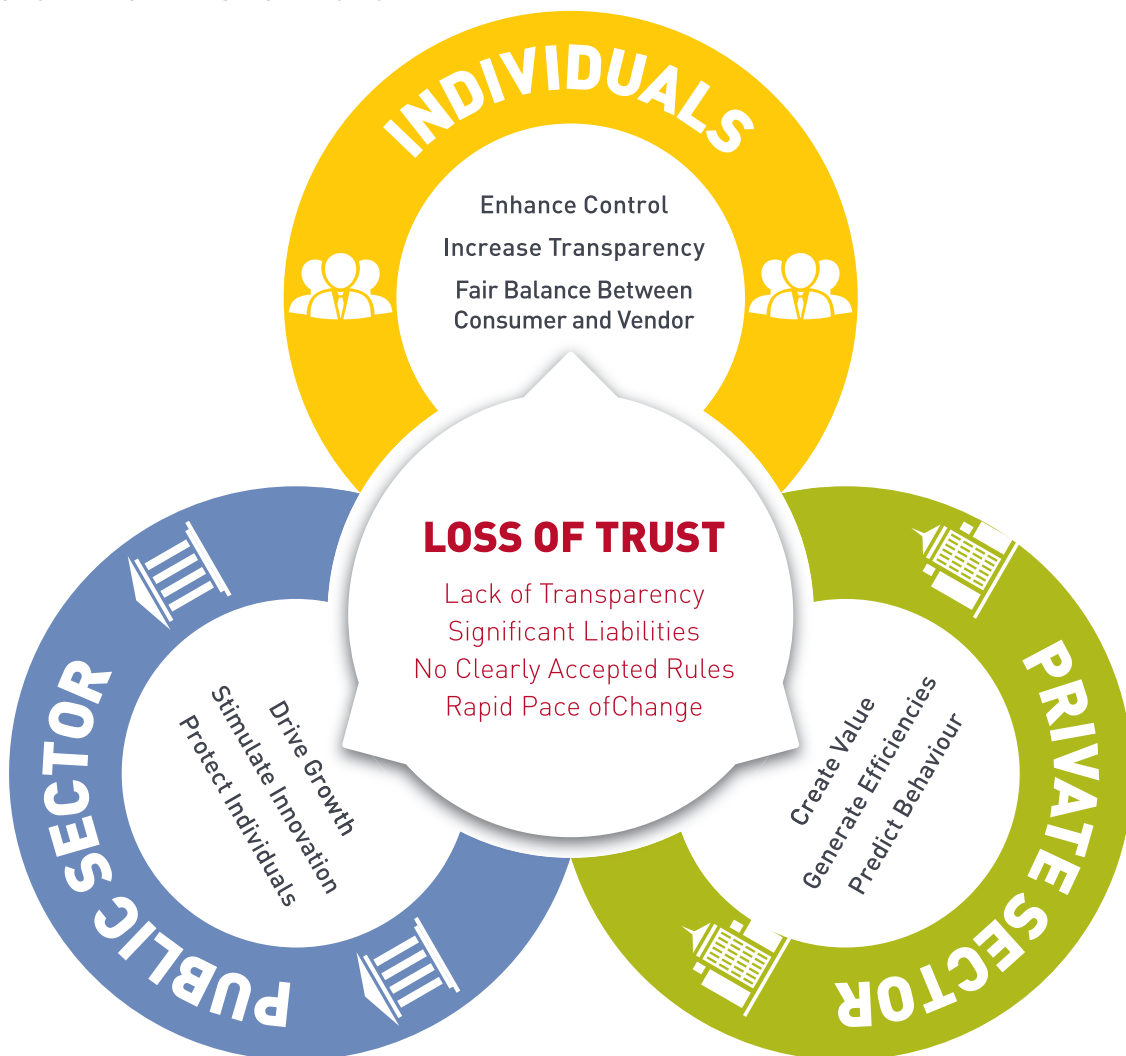 INDIVIDUALS
Enhance Control
Increase Transparency
Fair Balance Between
Consumer and Vendor
LOSS OF TRUST
Lack of Transparency
Significant Liabilities
No Clearly Accepted Rules
Rapid Pace ofChange
PUBLIC SECTOR
Drive Growth
Stimulate Innovation
Protect Individuals
PRIVATE SECTOR
Create Value
Generate Efficiencies
Predict Behaviour